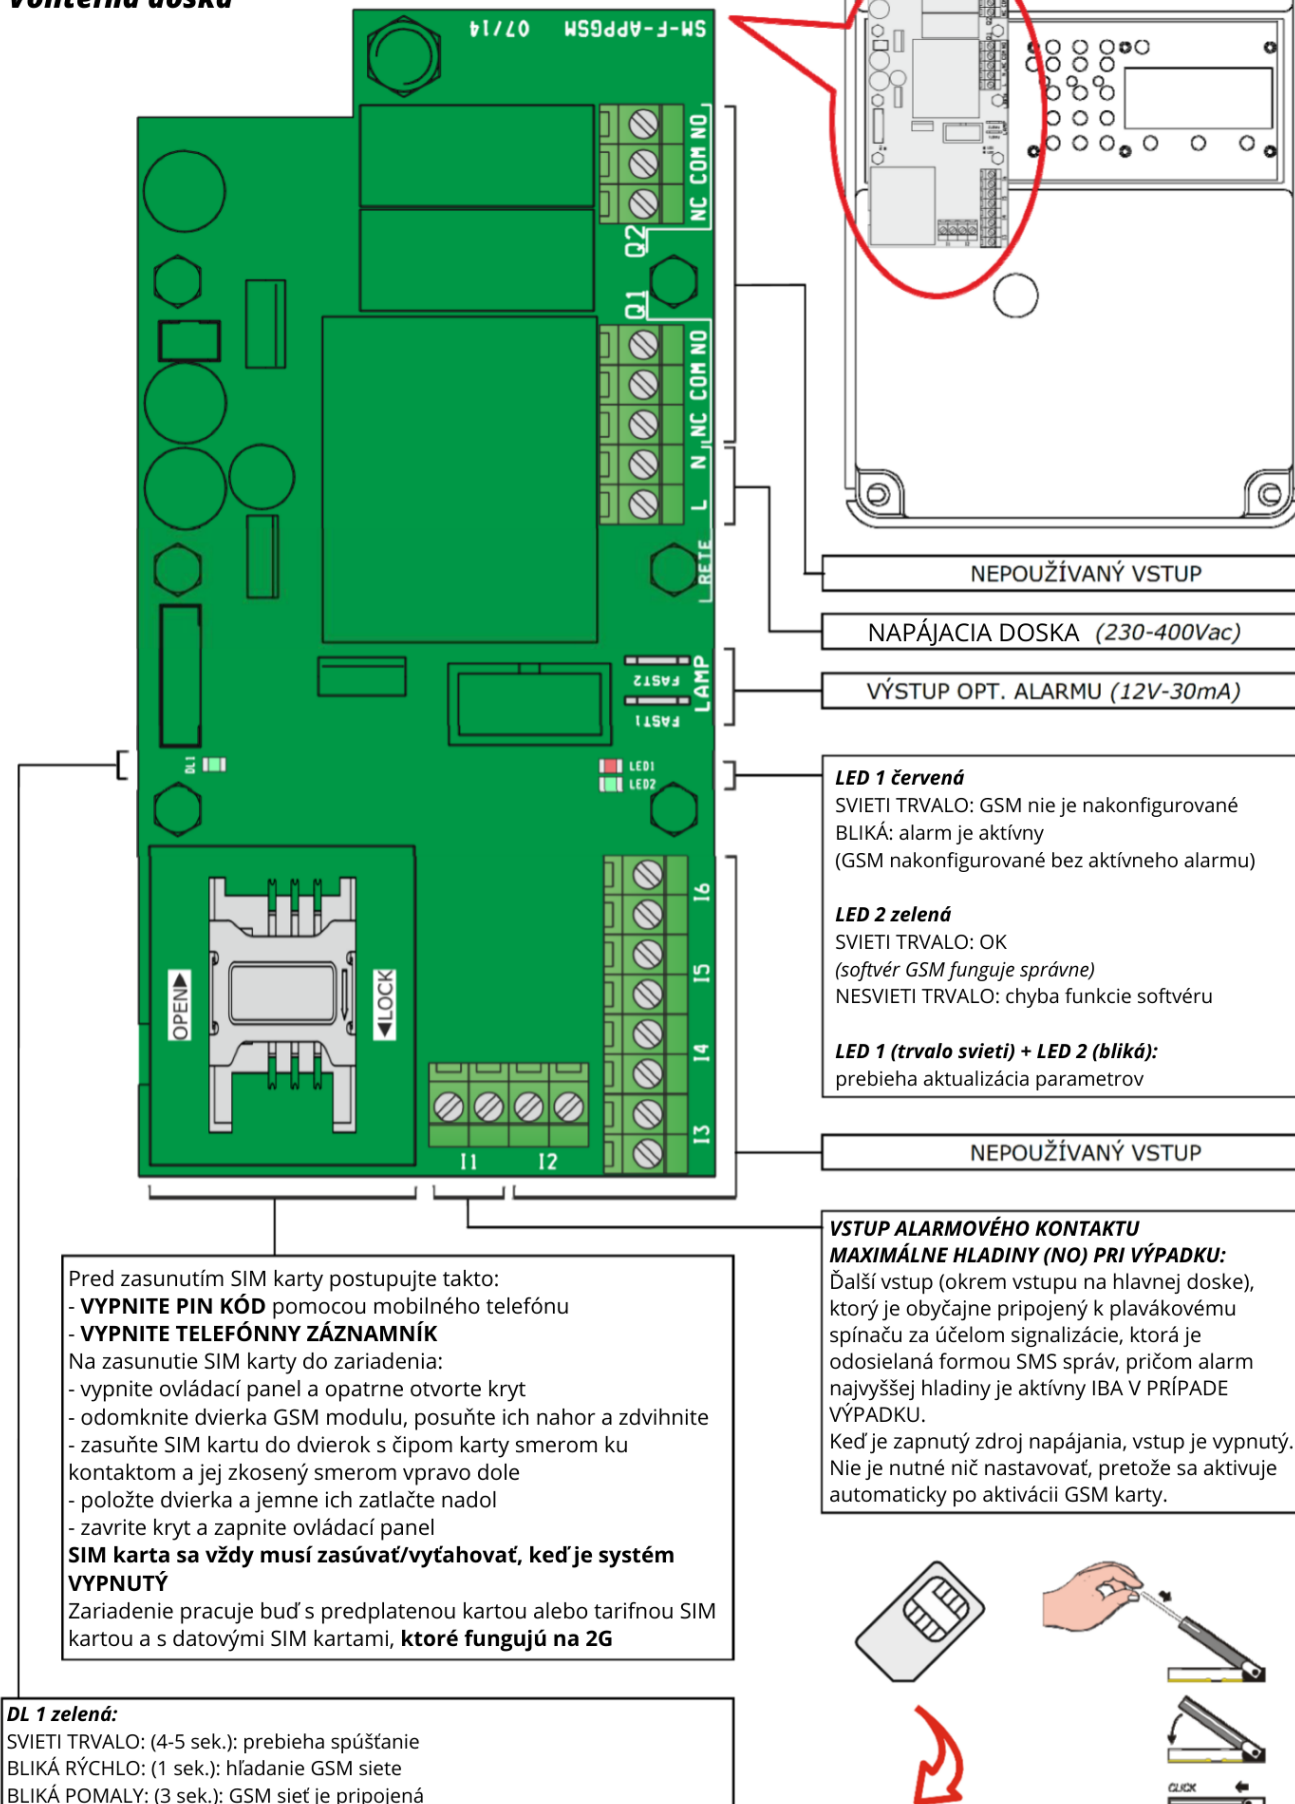 Vonterná doska
SM-F-APPGSM 07/14
NO
COM
NC
Q2
Q1
NO
COM
NC
N
L
RETE
LAMP
FAST2
FAST1
DL1
LED1
LED2
I6
I5
I4
I3
I1
I2
OPEN▶
◀LOCK
NEPOUŽÍVANÝ VSTUP
NAPÁJACIA DOSKA (230-400Vac)
VÝSTUP OPT. ALARMU (12V-30mA)
LED 1 červená
SVIETI TRVALO: GSM nie je nakonfigurované
BLIKÁ: alarm je aktívny
(GSM nakonfigurované bez aktívneho alarmu)
LED 2 zelená
SVIETI TRVALO: OK
(softvér GSM funguje správne)
NESVIETI TRVALO: chyba funkcie softvéru
LED 1 (trvalo svieti) + LED 2 (bliká):
prebieha aktualizácia parametrov
NEPOUŽÍVANÝ VSTUP
VSTUP ALARMOVÉHO KONTAKTU
MAXIMÁLNE HLADINY (NO) PRI VÝPADKU:
Ďalší vstup (okrem vstupu na hlavnej doske),
ktorý je obyčajne pripojený k plavákovému
spínaču za účelom signalizácie, ktorá je
odosielaná formou SMS správ, pričom alarm
najvyššej hladiny je aktívny IBA V PRÍPADE
VÝPADKU.
Keď je zapnutý zdroj napájania, vstup je vypnutý.
Nie je nutné nič nastavovať, pretože sa aktivuje
automaticky po aktivácii GSM karty.
Pred zasunutím SIM karty postupujte takto:
- VYPNITE PIN KÓD pomocou mobilného telefónu
- VYPNITE TELEFÓNNY ZÁZNAMNÍK
Na zasunutie SIM karty do zariadenia:
- vypnite ovládací panel a opatrne otvorte kryt
- odomknite dvierka GSM modulu, posuňte ich nahor a zdvihnite
- zasuňte SIM kartu do dvierok s čipom karty smerom ku
kontaktom a jej zkosený smerom vpravo dole
- položte dvierka a jemne ich zatlačte nadol
- zavrite kryt a zapnite ovládací panel
SIM karta sa vždy musí zasúvať/vyťahovať, keď je systém
VYPNUTÝ
Zariadenie pracuje buď s predplatenou kartou alebo tarifnou SIM
kartou a s datovými SIM kartami, ktoré fungujú na 2G
DL 1 zelená:
SVIETI TRVALO: (4-5 sek.): prebieha spúšťanie
BLIKÁ RÝCHLO: (1 sek.): hľadanie GSM siete
BLIKÁ POMALY: (3 sek.): GSM sieť je pripojená
CLICK